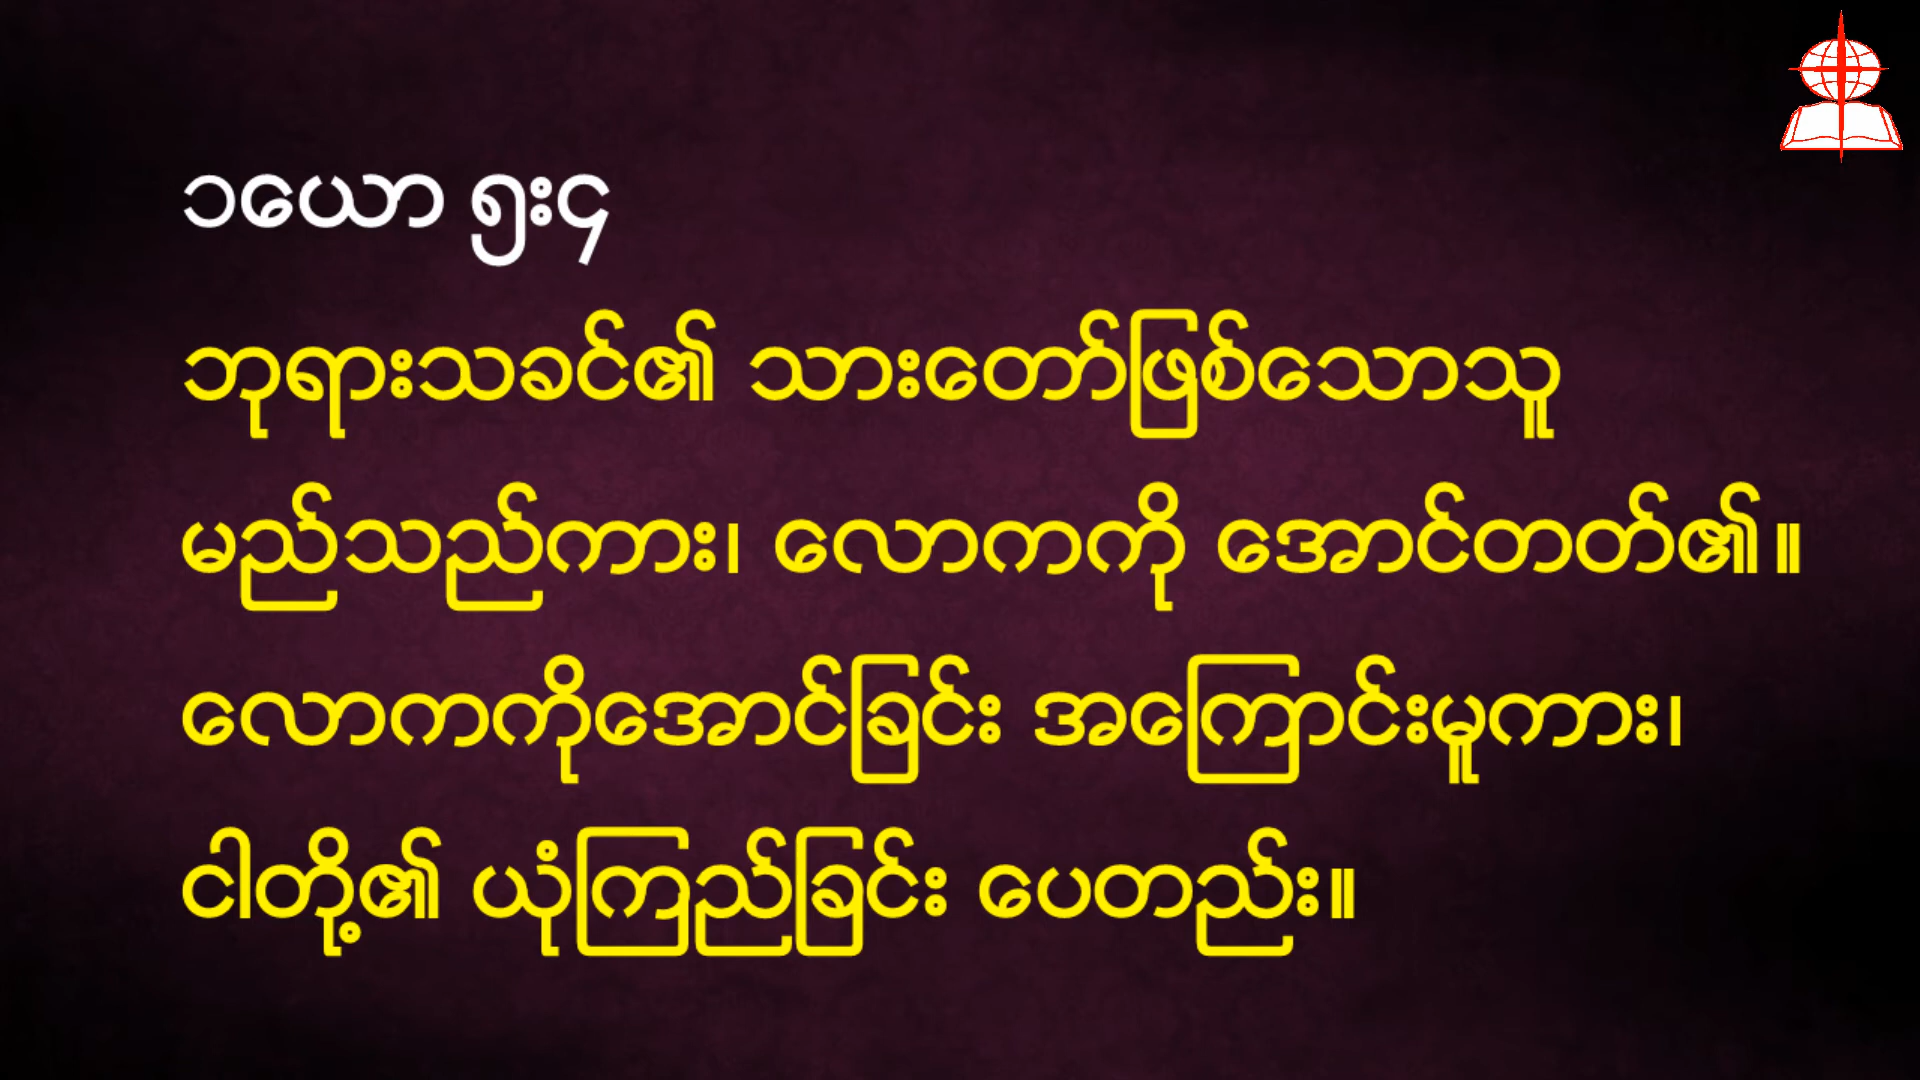 ၁ယော ၅း၄
ဘုရားသခင်၏ သားတော်ဖြစ်သောသူ
မည်သည်ကား၊ လောကကို အောင်တတ်၏။
လောကကိုအောင်ခြင်း အကြောင်းမူကား၊
ငါတို့၏ ယုံကြည်ခြင်း ပေတည်း။